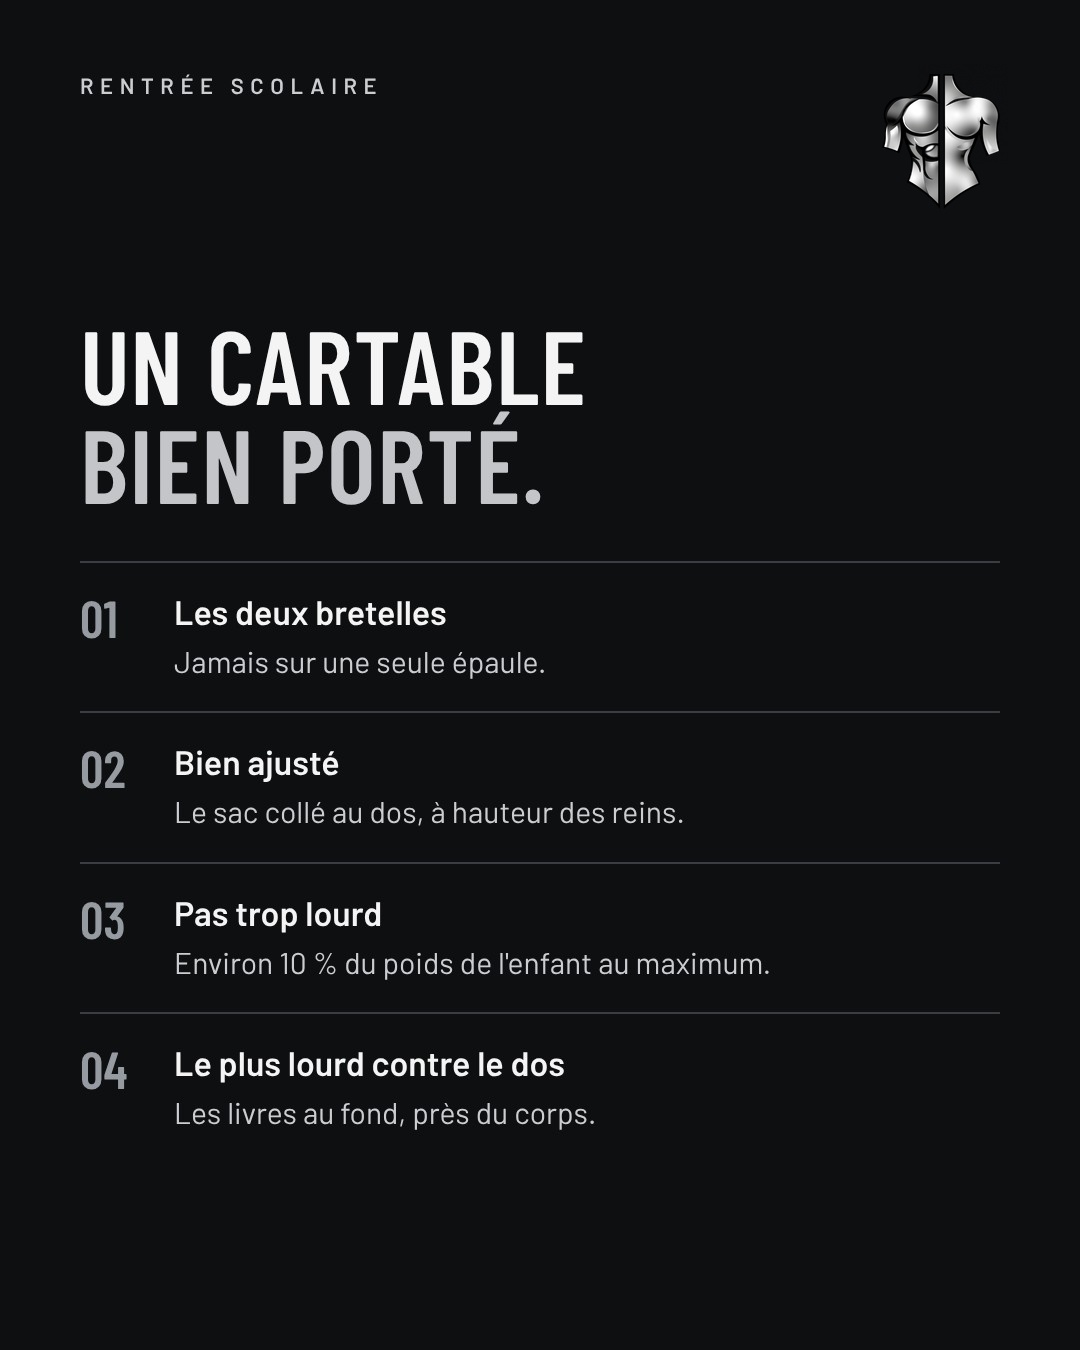 RENTRÉE SCOLAIRE
UN CARTABLE
BIEN PORTÉ.
01
Les deux bretelles
Jamais sur une seule épaule.
02
Bien ajusté
Le sac collé au dos, à hauteur des reins.
03
Pas trop lourd
Environ 10 % du poids de l'enfant au maximum.
04
Le plus lourd contre le dos
Les livres au fond, près du corps.